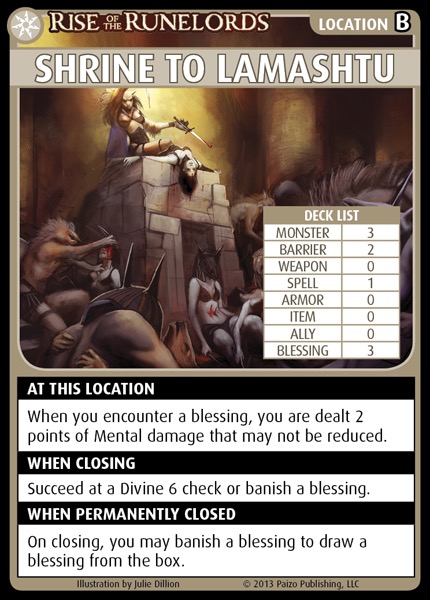 RISE OF THE RUNELORDS
LOCATION B
SHRINE TO LAMASHTU
DECK LIST
MONSTER 3
BARRIER 2
WEAPON 0
SPELL 1
ARMOR 0
ITEM 0
ALLY 0
BLESSING 3
AT THIS LOCATION
When you encounter a blessing, you are dealt 2
points of Mental damage that may not be reduced.
WHEN CLOSING
Succeed at a Divine 6 check or banish a blessing.
WHEN PERMANENTLY CLOSED
On closing, you may banish a blessing to draw a
blessing from the box.
Illustration by Julie Dillion © 2013 Paizo Publishing, LLC